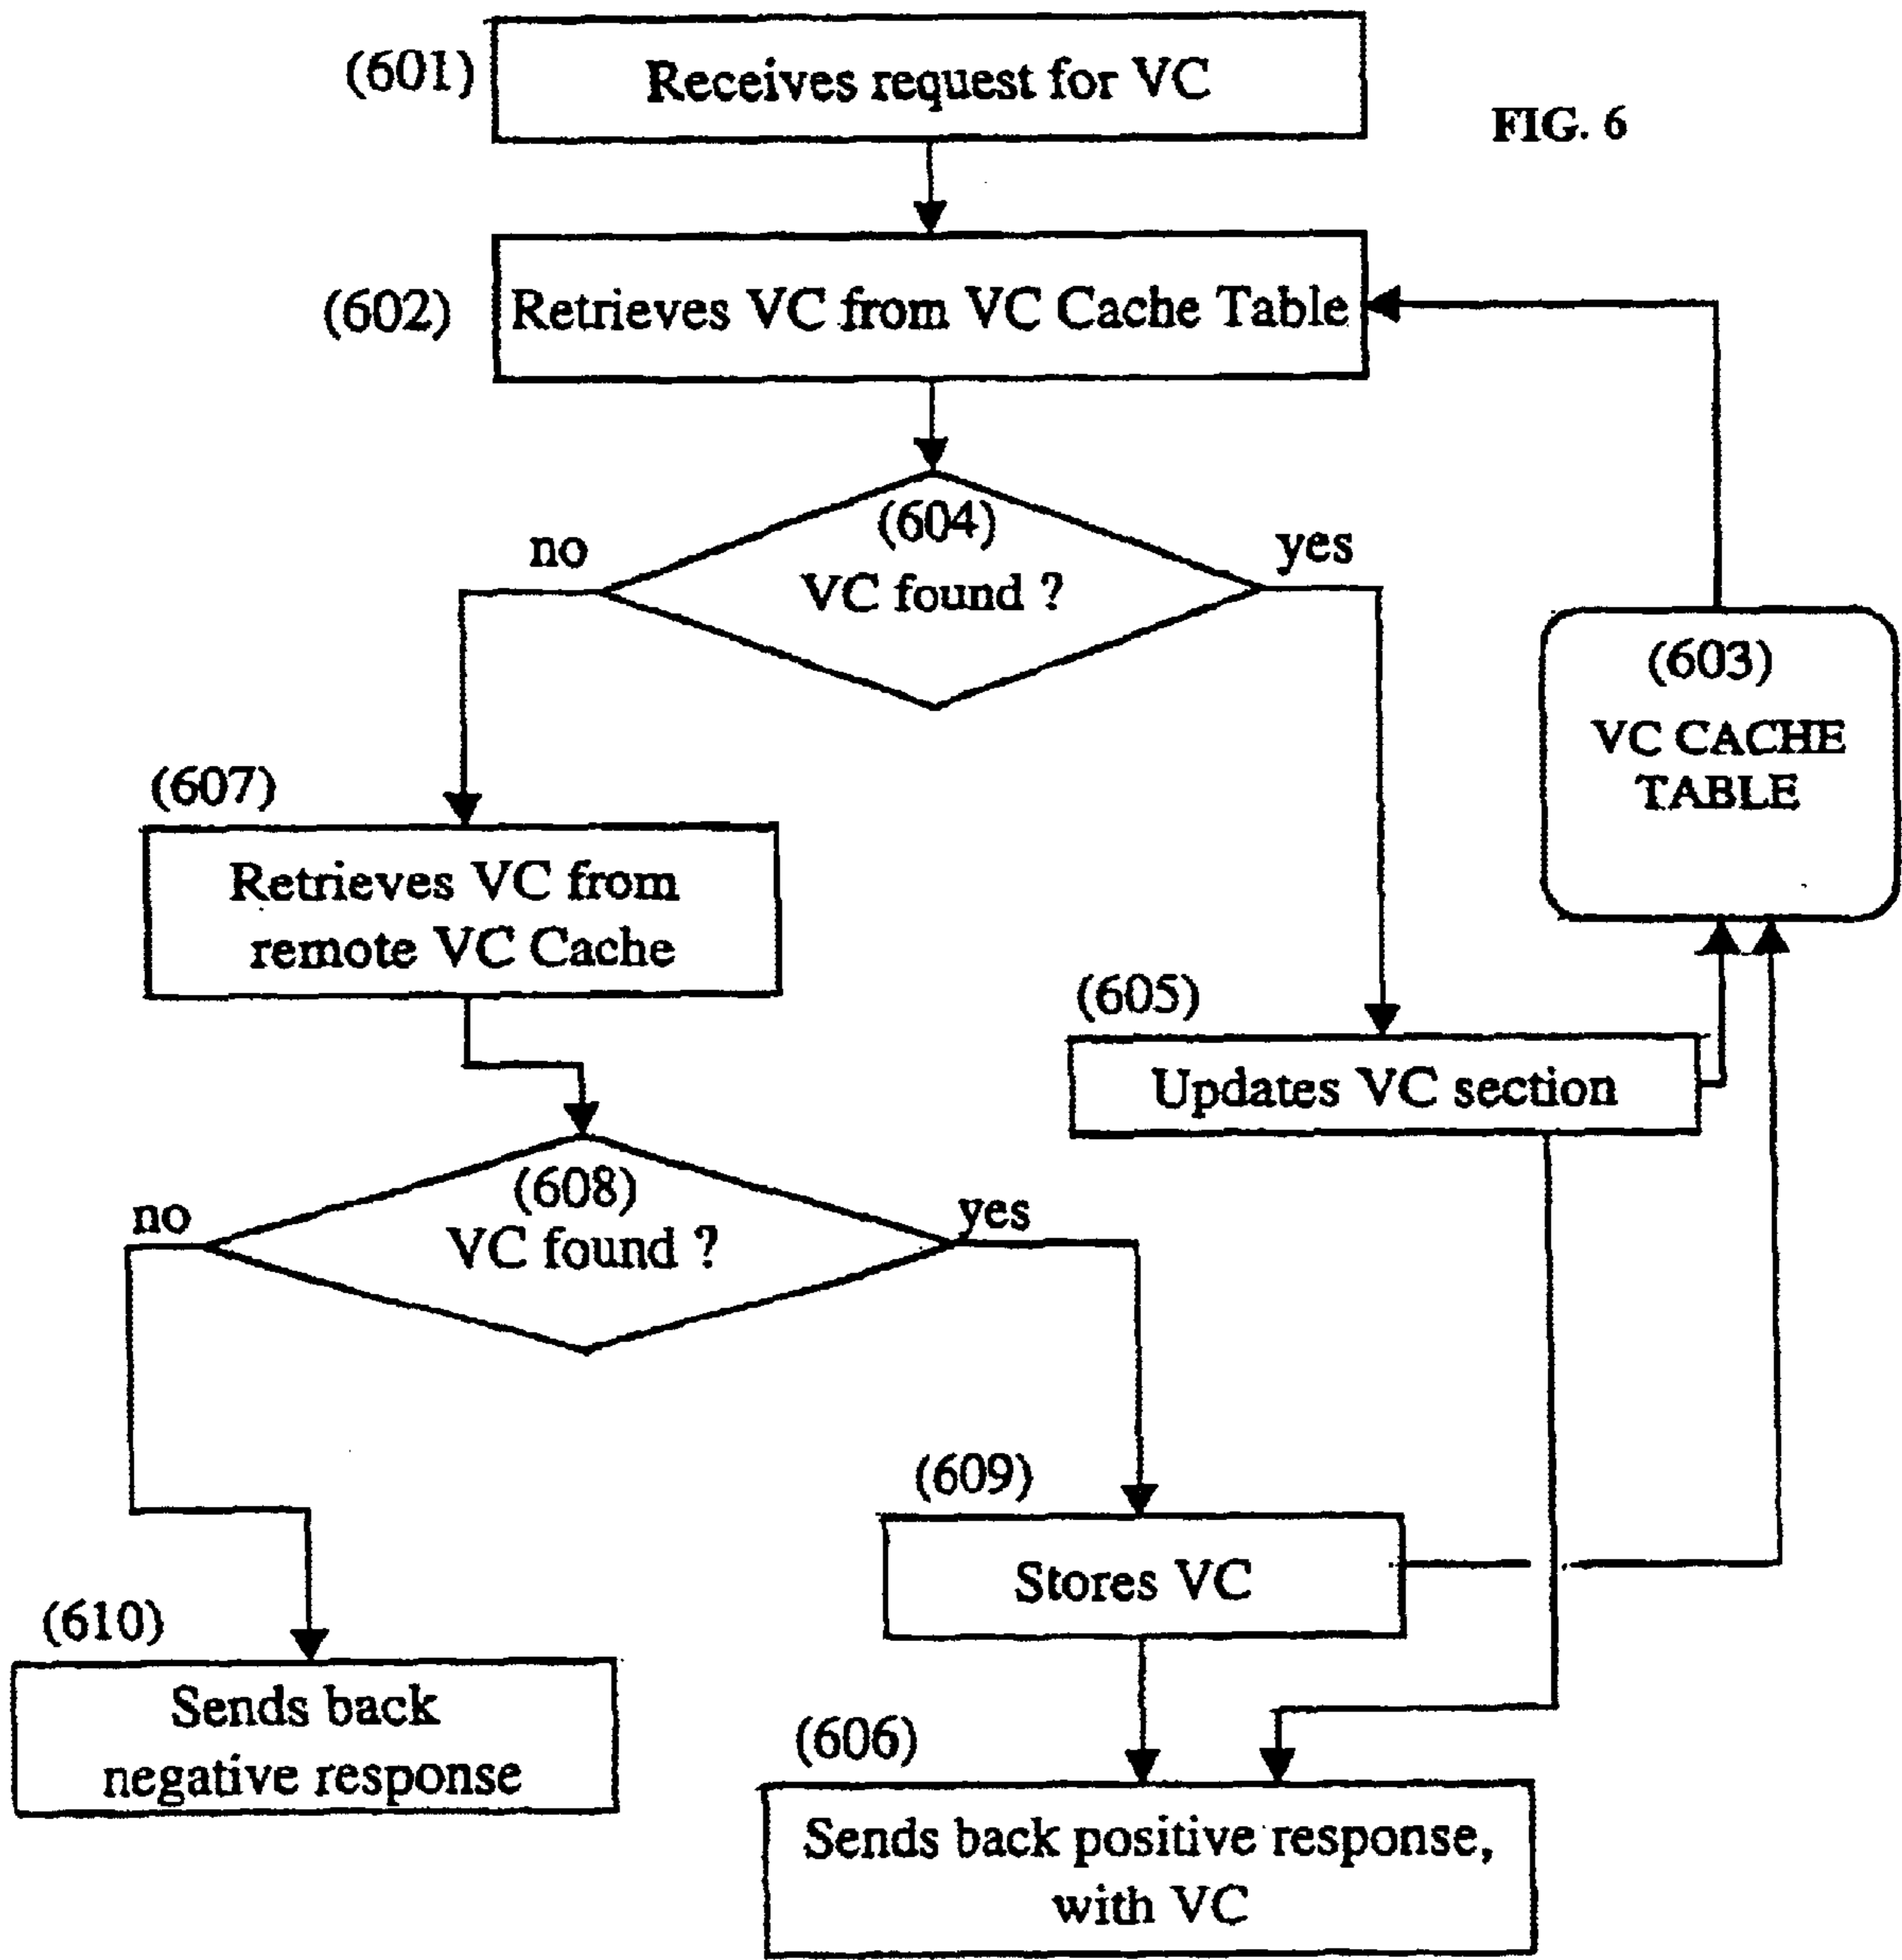 (601)
Receives request for VC
FIG. 6
(602)
Retrieves VC from VC Cache Table
(604)
no
yes
VC found ?
(603)
VC CACHE
TABLE
(607)
Retrieves VC from
remote VC Cache
(605)
Updates VC section
(608)
no
yes
VC found ?
(609)
Stores VC
(610)
Sends back
negative response
(606)
Sends back positive response,
with VC